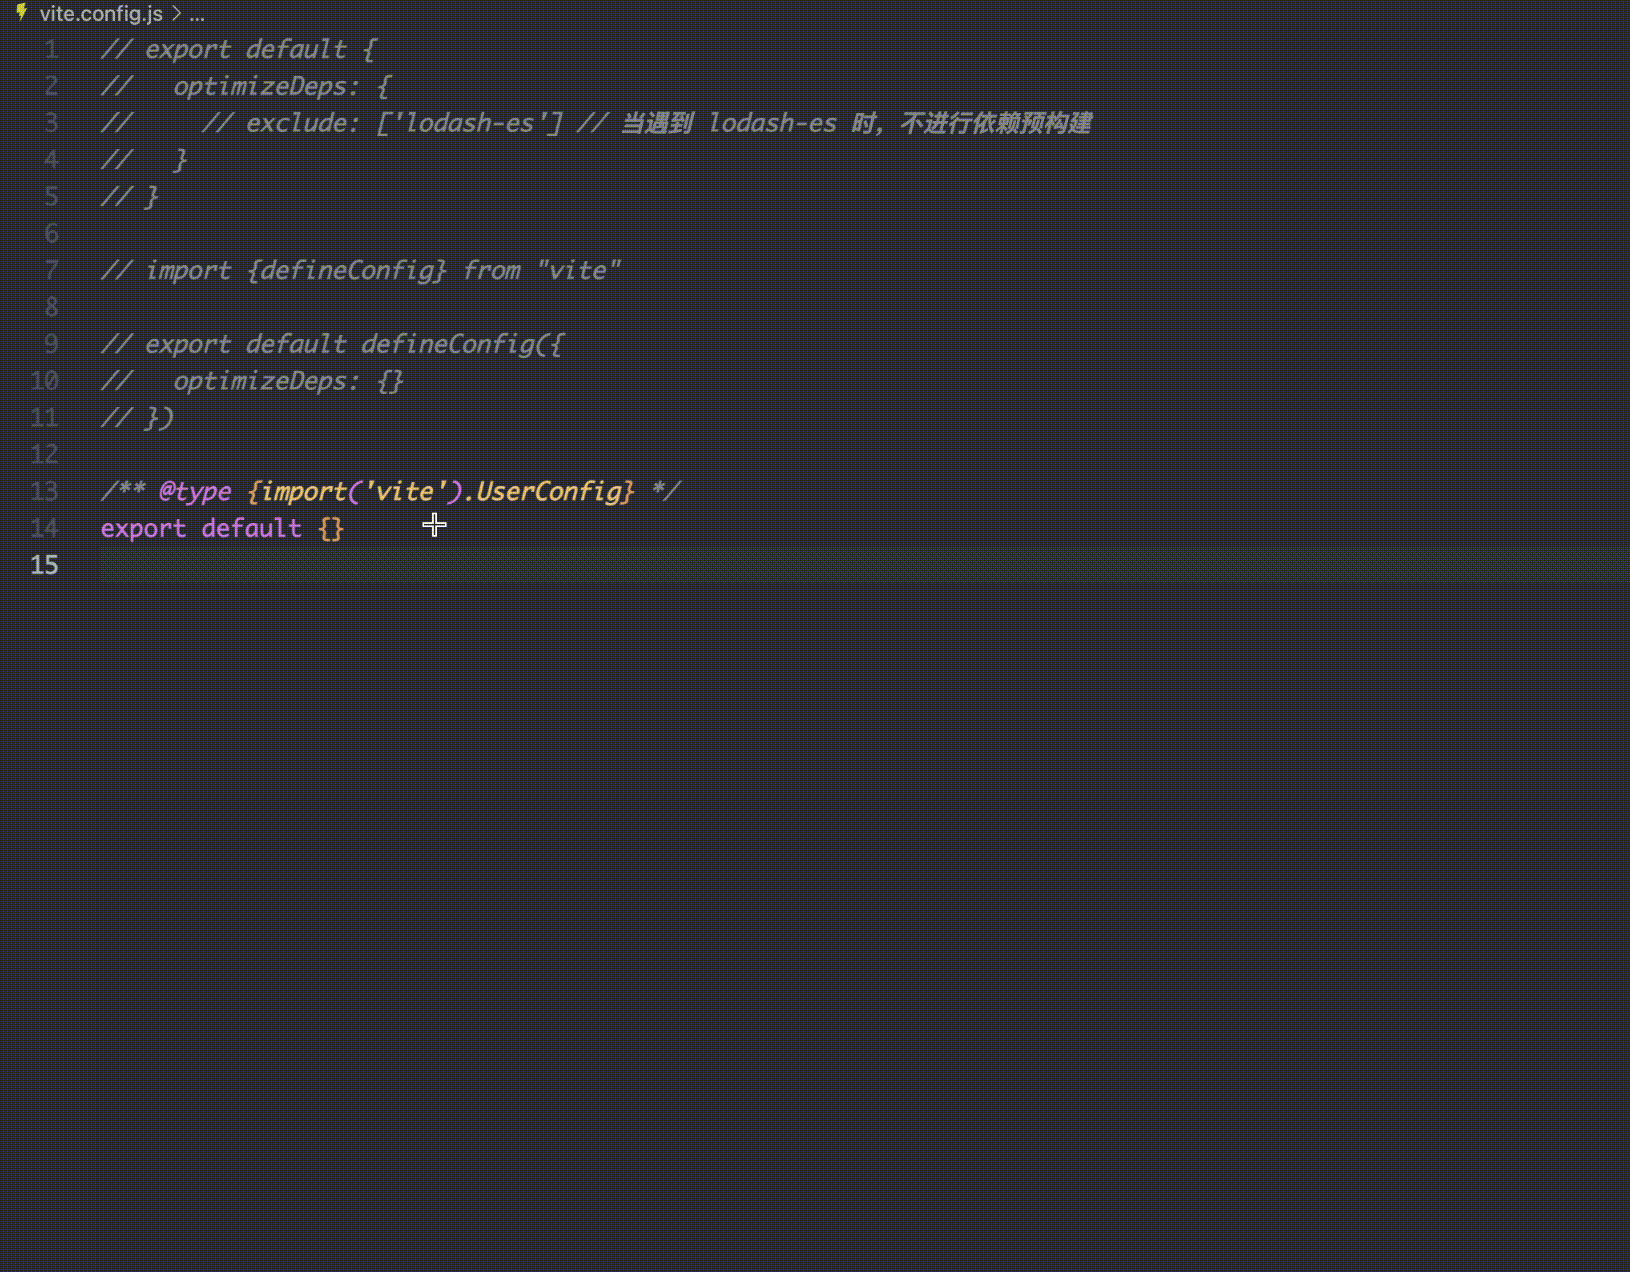 vite.config.js > ...
1 // export default {
2 //   optimizeDeps: {
3 //     // exclude: ['lodash-es'] // 当遇到 lodash-es 时, 不进行依赖预构建
4 //   }
5 // }
6
7 // import {defineConfig} from "vite"
8
9 // export default defineConfig({
10 //   optimizeDeps: {}
11 // })
12
13 /** @type {import('vite').UserConfig} */
14 export default {}
15